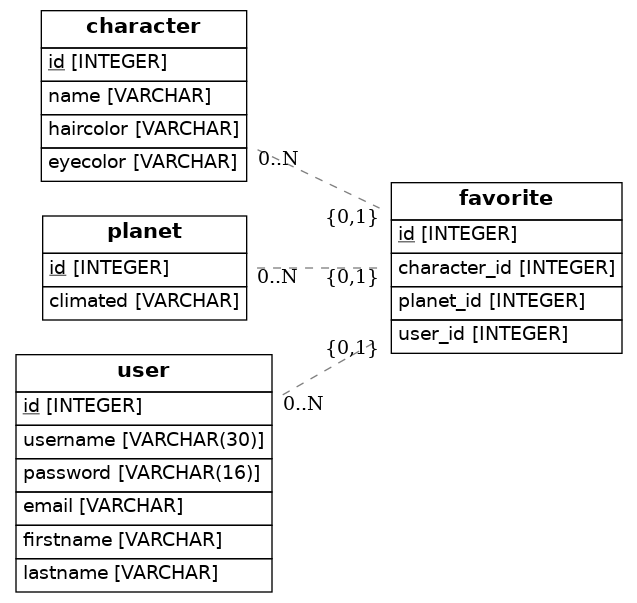 character
id [INTEGER]
name [VARCHAR]
haircolor [VARCHAR]
eyecolor [VARCHAR]
0..N
{0,1}
favorite
id [INTEGER]
character_id [INTEGER]
planet_id [INTEGER]
user_id [INTEGER]
planet
id [INTEGER]
climated [VARCHAR]
0..N
{0,1}
user
id [INTEGER]
username [VARCHAR(30)]
password [VARCHAR(16)]
email [VARCHAR]
firstname [VARCHAR]
lastname [VARCHAR]
{0,1}
0..N